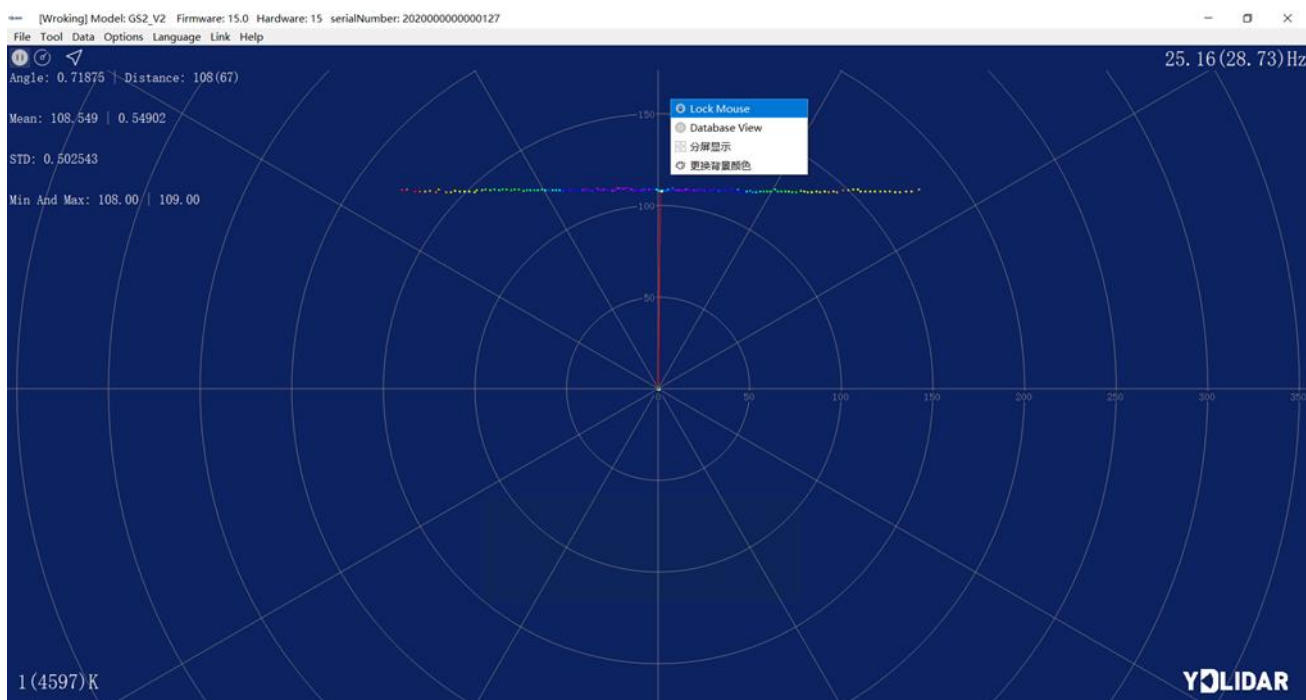 [Wroking] Model: GS2_V2 Firmware: 15.0 Hardware: 15 serialNumber: 2020000000000127
File Tool Data Options Language Link Help
25.16(28.73)Hz
Angle: 0.71875 | Distance: 108(67)
Mean: 108.549 | 0.54902
STD: 0.502543
Min And Max: 108.00 | 109.00
Lock Mouse
Database View
分屏显示
更换背景颜色
150
100
50
0 50 100 150 200 250 300 350
1(4597)K
YDLIDAR